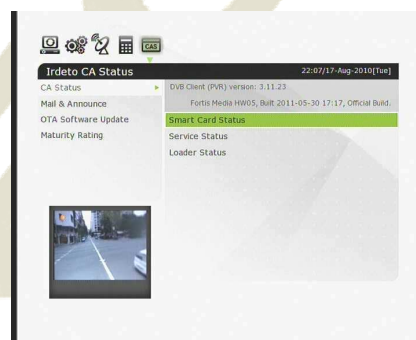 CAS
Irdeto CA Status 22:07/17-Aug-2010[Tue]
CA Status
Mail & Announce
OTA Software Update
Maturity Rating
DVB Client (PVR) version: 3.11.23
Fortis Media HW05, Built 2011-05-30 17:17, Official Build.
Smart Card Status
Service Status
Loader Status